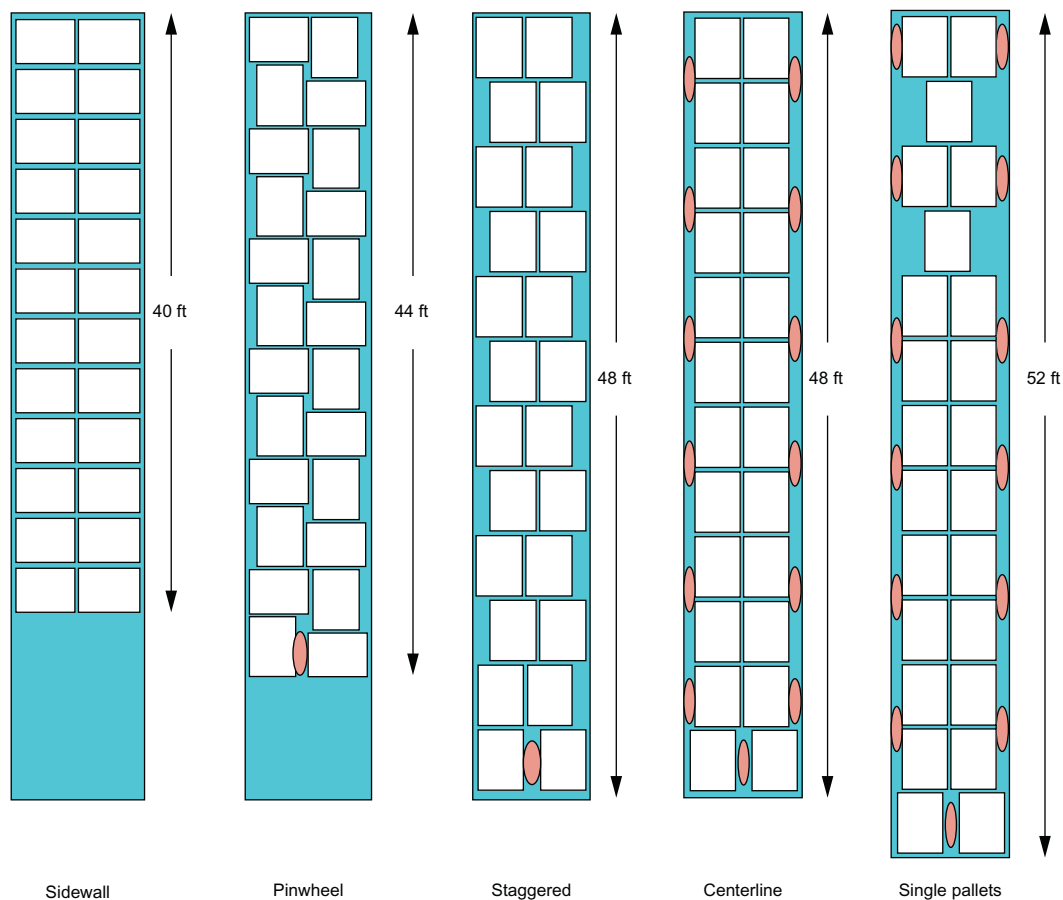 40 ft
44 ft
48 ft
48 ft
52 ft
Sidewall
Pinwheel
Staggered
Centerline
Single pallets